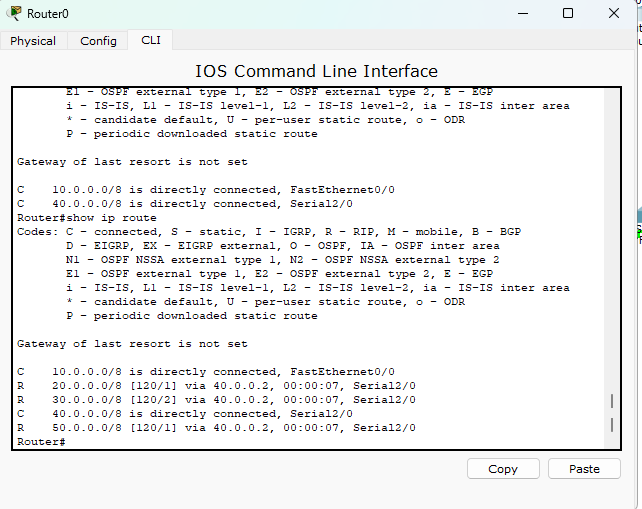 Router0
Physical Config CLI
IOS Command Line Interface
E1 - OSPF external type 1, E2 - OSPF external type 2, E - EGP
i - IS-IS, L1 - IS-IS level-1, L2 - IS-IS level-2, ia - IS-IS inter area
* - candidate default, U - per-user static route, o - ODR
P - periodic downloaded static route
Gateway of last resort is not set
C    10.0.0.0/8 is directly connected, FastEthernet0/0
C    40.0.0.0/8 is directly connected, Serial2/0
Router#show ip route
Codes: C - connected, S - static, I - IGRP, R - RIP, M - mobile, B - BGP
D - EIGRP, EX - EIGRP external, O - OSPF, IA - OSPF inter area
N1 - OSPF NSSA external type 1, N2 - OSPF NSSA external type 2
E1 - OSPF external type 1, E2 - OSPF external type 2, E - EGP
i - IS-IS, L1 - IS-IS level-1, L2 - IS-IS level-2, ia - IS-IS inter area
* - candidate default, U - per-user static route, o - ODR
P - periodic downloaded static route
Gateway of last resort is not set
C    10.0.0.0/8 is directly connected, FastEthernet0/0
R    20.0.0.0/8 [120/1] via 40.0.0.2, 00:00:07, Serial2/0
R    30.0.0.0/8 [120/2] via 40.0.0.2, 00:00:07, Serial2/0
C    40.0.0.0/8 is directly connected, Serial2/0
R    50.0.0.0/8 [120/1] via 40.0.0.2, 00:00:07, Serial2/0
Router#
Copy Paste